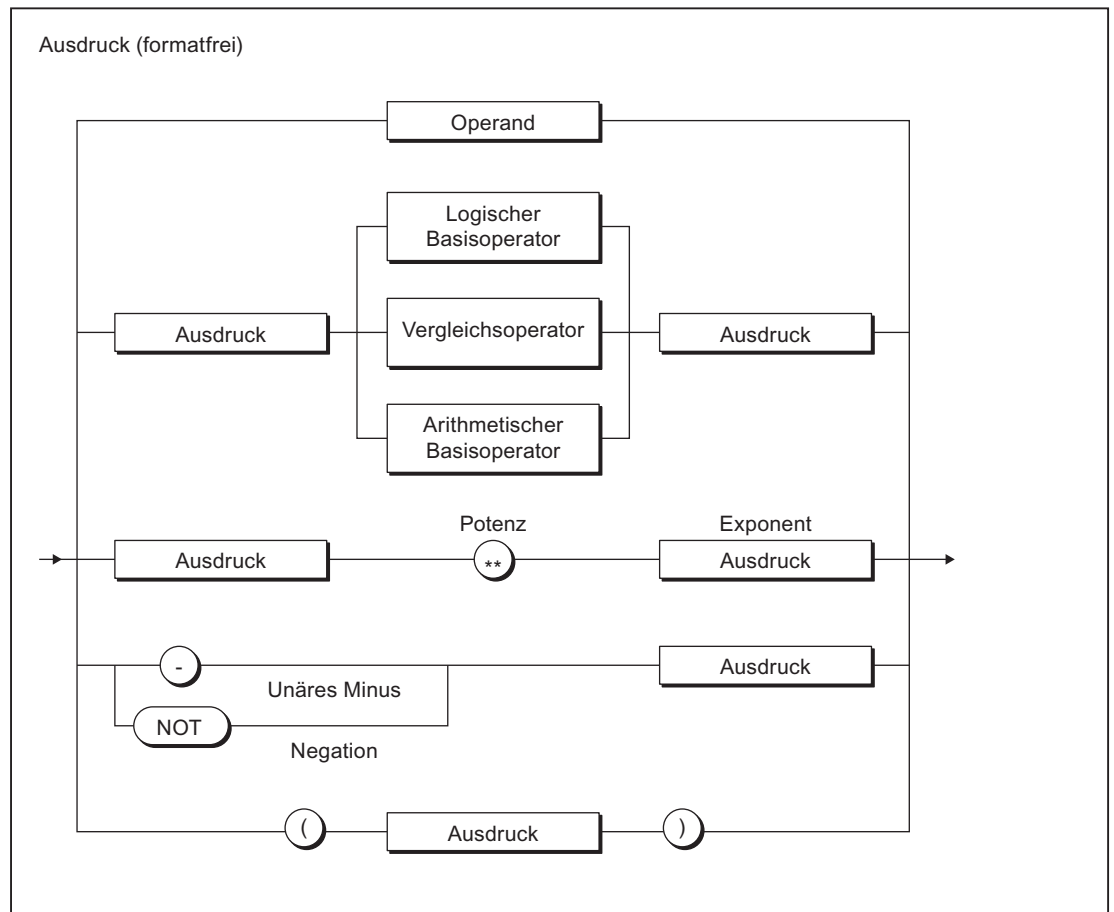 Ausdruck (formatfrei)
Operand
Logischer
Basisoperator
Ausdruck
Vergleichsoperator
Ausdruck
Arithmetischer
Basisoperator
Potenz
Exponent
Ausdruck
**
Ausdruck
-
Unäres Minus
Ausdruck
NOT
Negation
(
Ausdruck
)